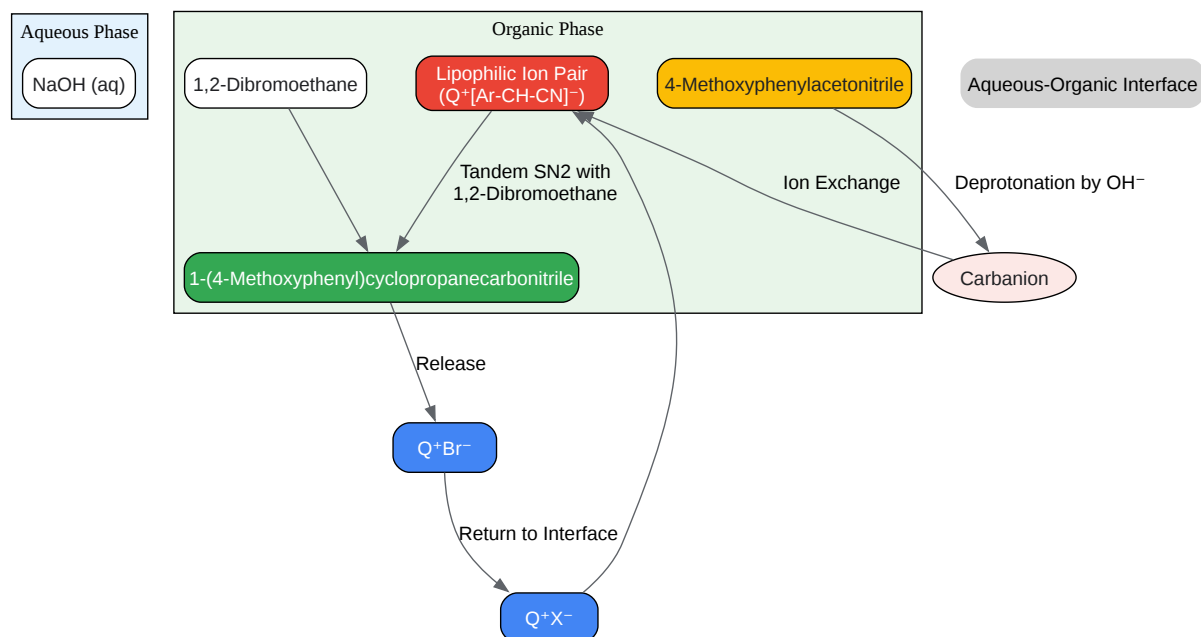 Aqueous Phase
NaOH (aq)
Organic Phase
1,2-Dibromoethane
Lipophilic Ion Pair
(Q⁺[Ar-CH-CN]⁻)
4-Methoxyphenylacetonitrile
Aqueous-Organic Interface
Tandem SN2 with
1,2-Dibromoethane
Ion Exchange
Deprotonation by OH⁻
1-(4-Methoxyphenyl)cyclopropanecarbonitrile
Carbanion
Release
Q⁺Br⁻
Return to Interface
Q⁺X⁻